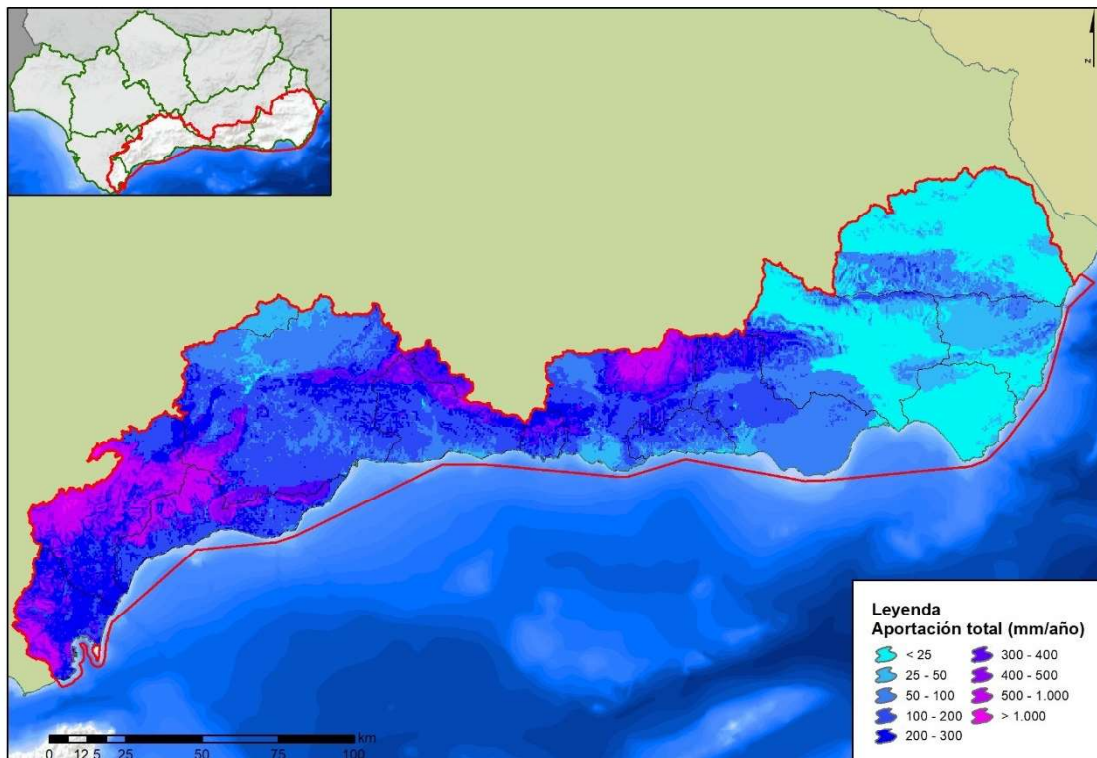 N
Leyenda
Aportación total (mm/año)
< 25
25 - 50
50 - 100
100 - 200
200 - 300
300 - 400
400 - 500
500 - 1.000
> 1.000
km
0 12,5 25 50 75 100